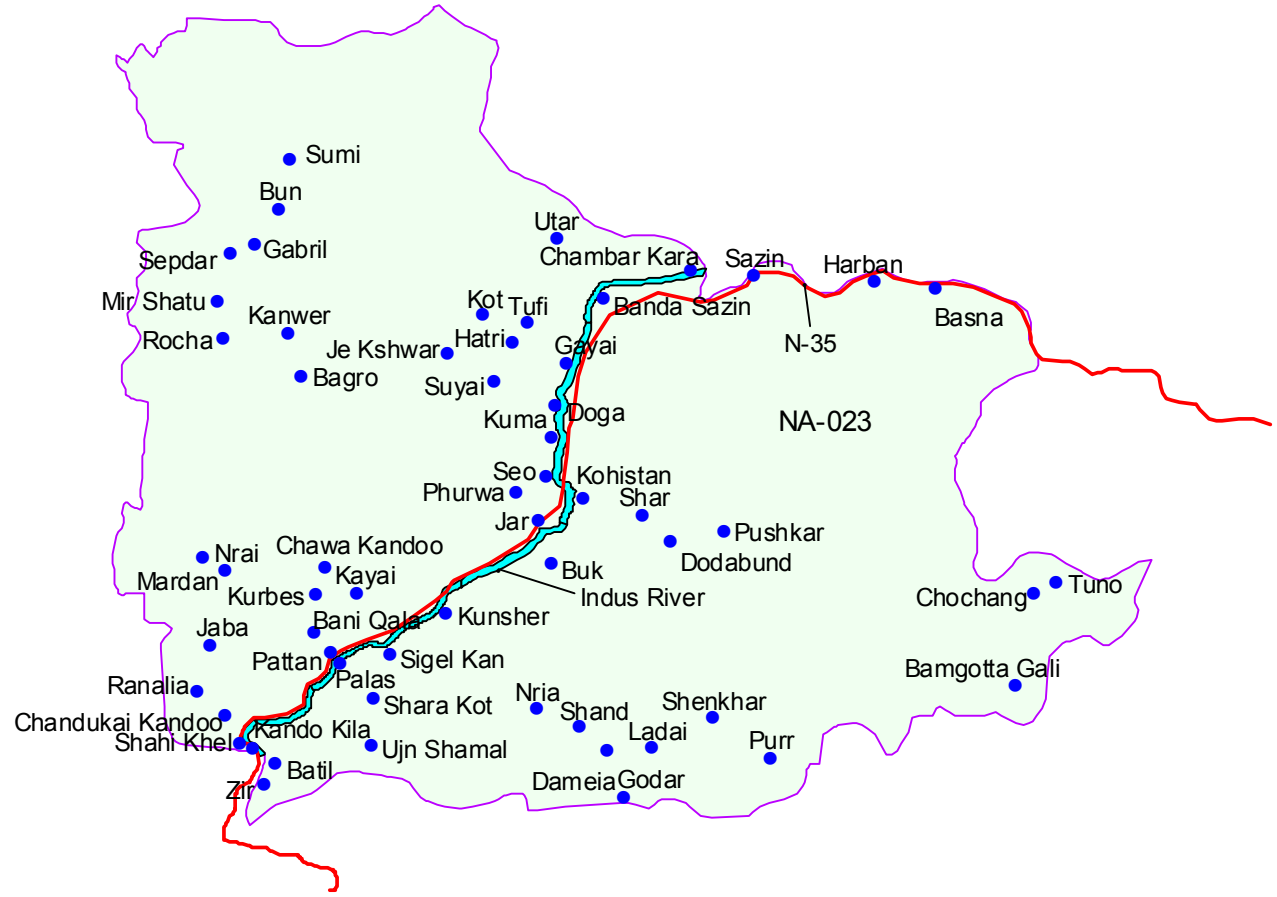 Sumi
Bun
Utar
Gabril
Sepdar
Chambar Kara
Sazin
Harban
Mir Shatu
Kot
Tufi
Banda Sazin
Basna
Kanwer
Rocha
Hatri
Je Kshwar
Gayai
N-35
Bagro
Suyai
Kuma
Doga
NA-023
Seo
Kohistan
Phurwa
Shar
Jar
Pushkar
Chawa Kandoo
Nrai
Dodabund
Mardan
Kayai
Buk
Kurbes
Indus River
Chochang
Tuno
Bani Qala
Kunsher
Jaba
Pattan
Sigel Kan
Bamgotta Gali
Palas
Ranalia
Shara Kot
Nria
Shenkhar
Chandukai Kandoo
Shand
Kando Kila
Ladai
Shahi Khel
Ujn Shamal
Purr
Batil
Dameia
Godar
Zir